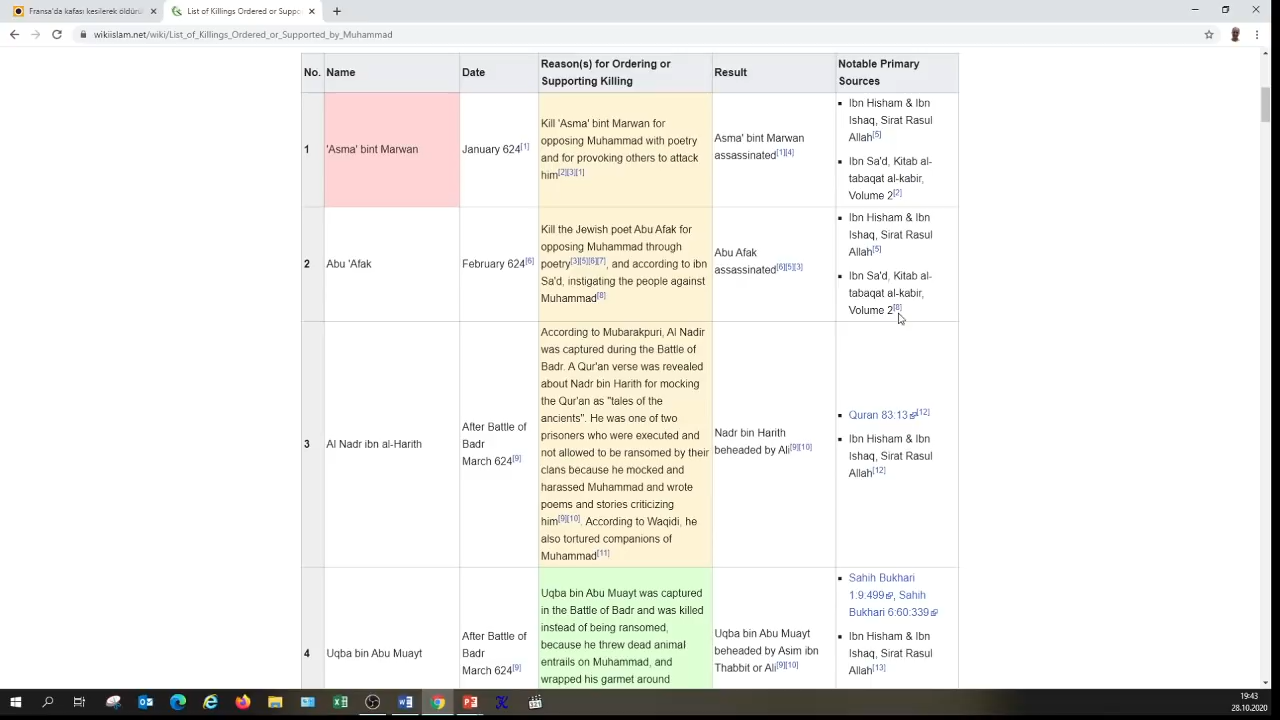 Fransa'da kafası kesilerek öldürü
List of Killings Ordered or Suppo
wikiislam.net/wiki/List_of_Killings_Ordered_or_Supported_by_Muhammad
No.
Name
Date
Reason(s) for Ordering or
Supporting Killing
Result
Notable Primary
Sources
1
'Asma' bint Marwan
January 624[1]
Kill 'Asma' bint Marwan for
opposing Muhammad with poetry
and for provoking others to attack
him[2][3][1]
Asma' bint Marwan
assassinated[1][4]
Ibn Hisham & Ibn
Ishaq, Sirat Rasul
Allah[5]
Ibn Sa'd, Kitab al-
tabaqat al-kabir,
Volume 2[2]
2
Abu 'Afak
February 624[6]
Kill the Jewish poet Abu Afak for
opposing Muhammad through
poetry[3][5][6][7], and according to ibn
Sa'd, instigating the people against
Muhammad[8]
Abu Afak
assassinated[6][5][3]
Ibn Hisham & Ibn
Ishaq, Sirat Rasul
Allah[5]
Ibn Sa'd, Kitab al-
tabaqat al-kabir,
Volume 2[8]
3
Al Nadr ibn al-Harith
After Battle of
Badr
March 624[9]
According to Mubarakpuri, Al Nadir
was captured during the Battle of
Badr. A Qur'an verse was revealed
about Nadr bin Harith for mocking
the Qur'an as "tales of the
ancients". He was one of two
prisoners who were executed and
not allowed to be ransomed by their
clans because he mocked and
harassed Muhammad and wrote
poems and stories criticizing
him[9][10]. According to Waqidi, he
also tortured companions of
Muhammad[11]
Nadr bin Harith
beheaded by Ali[9][10]
Quran 83:13[12]
Ibn Hisham & Ibn
Ishaq, Sirat Rasul
Allah[12]
4
Uqba bin Abu Muayt
After Battle of
Badr
March 624[9]
Uqba bin Abu Muayt was captured
in the Battle of Badr and was killed
instead of being ransomed,
because he threw dead animal
entrails on Muhammad, and
wrapped his garmet around
Uqba bin Abu Muayt
beheaded by Asim ibn
Thabbit or Ali[9][10]
Sahih Bukhari
1:9:499, Sahih
Bukhari 6:60:339
Ibn Hisham & Ibn
Ishaq, Sirat Rasul
Allah[13]
19:43
28.10.2020